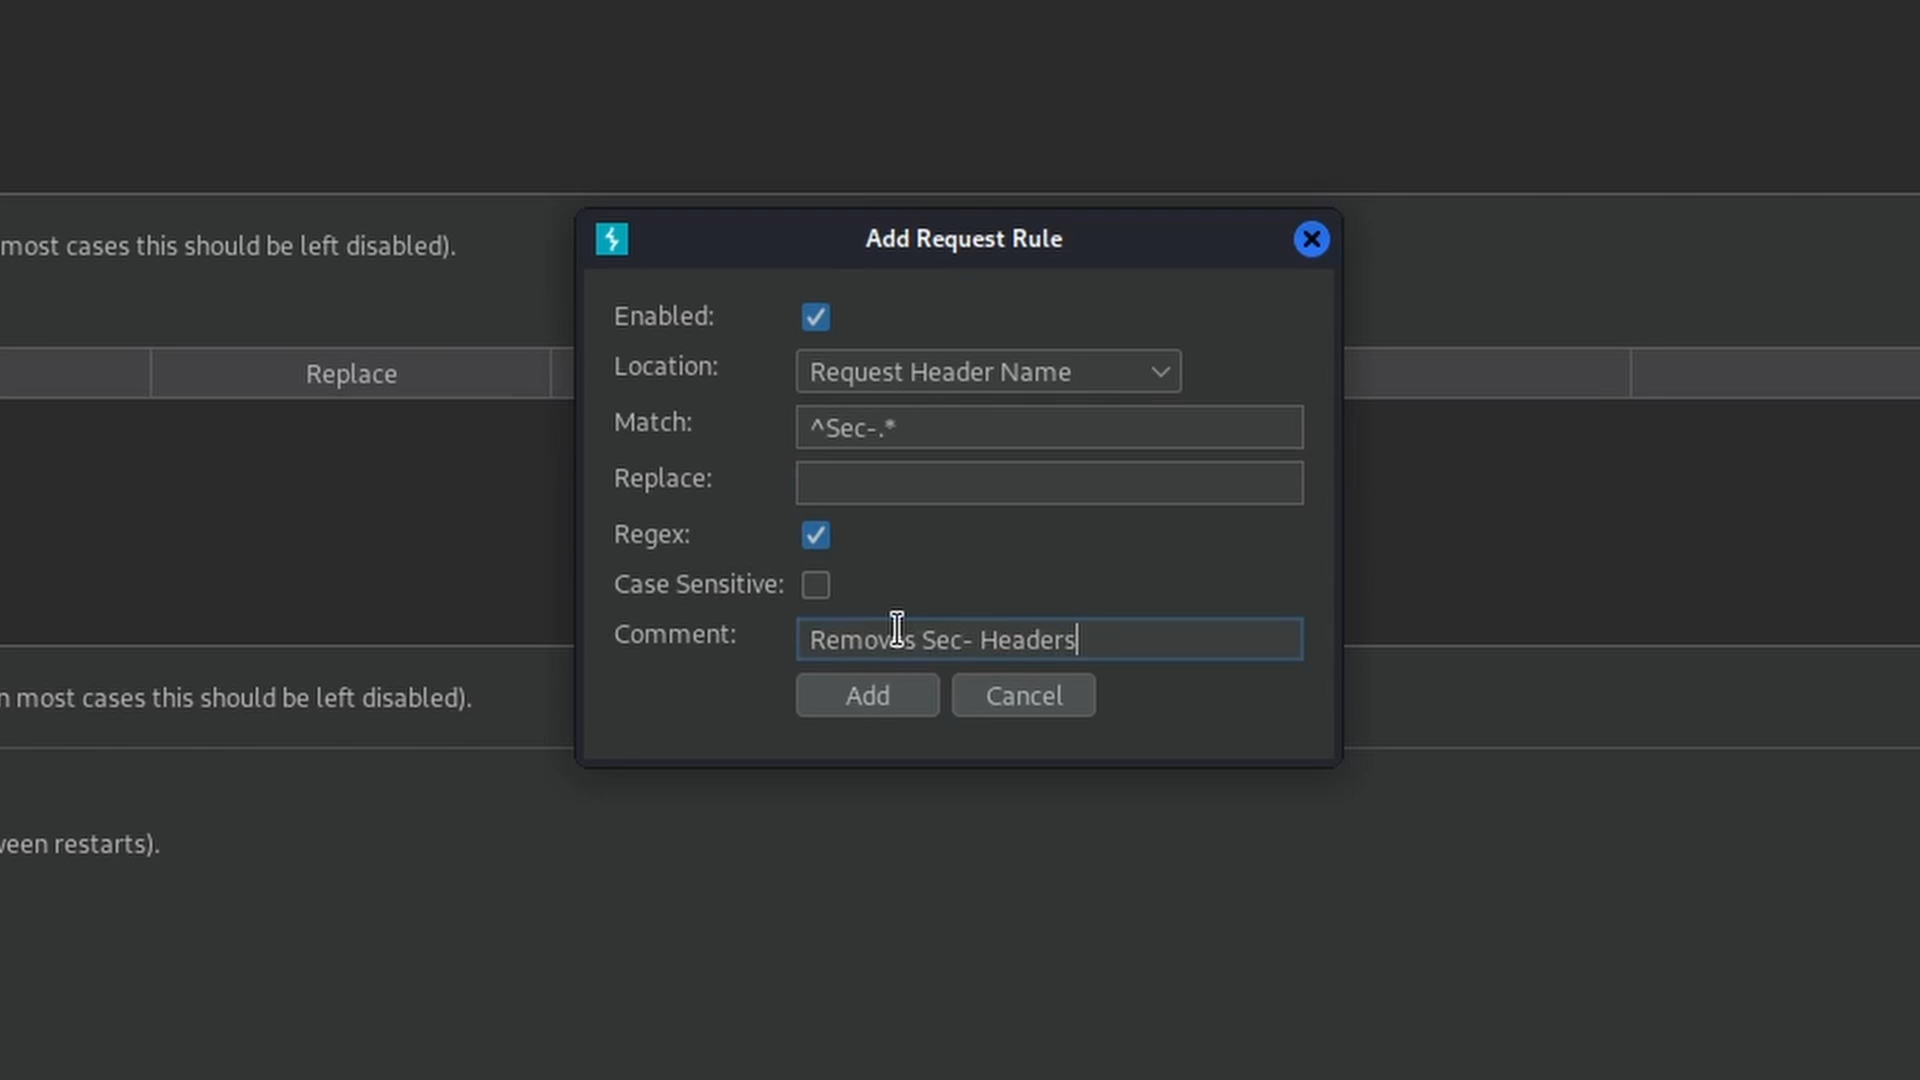 Add Request Rule
most cases this should be left disabled).
Enabled:
Location: Request Header Name
Replace
Match: ^Sec-.*
Replace:
Regex:
Case Sensitive:
Comment: Removes Sec- Headers
Add Cancel
most cases this should be left disabled).
restarts).